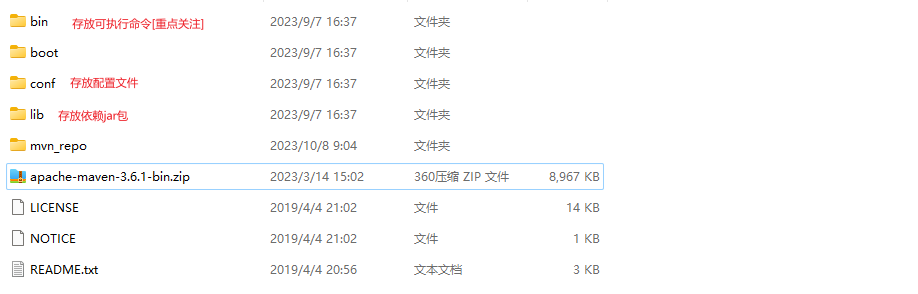 bin 存放可执行命令[重点关注] 2023/9/7 16:37 文件夹
boot 2023/9/7 16:37 文件夹
conf 存放配置文件 2023/9/7 16:37 文件夹
lib 存放依赖jar包 2023/9/7 16:37 文件夹
mvn_repo 2023/10/8 9:04 文件夹
apache-maven-3.6.1-bin.zip 2023/3/14 15:02 360压缩 ZIP 文件 8,967 KB
LICENSE 2019/4/4 21:02 文件 14 KB
NOTICE 2019/4/4 21:02 文件 1 KB
README.txt 2019/4/4 20:56 文本文档 3 KB